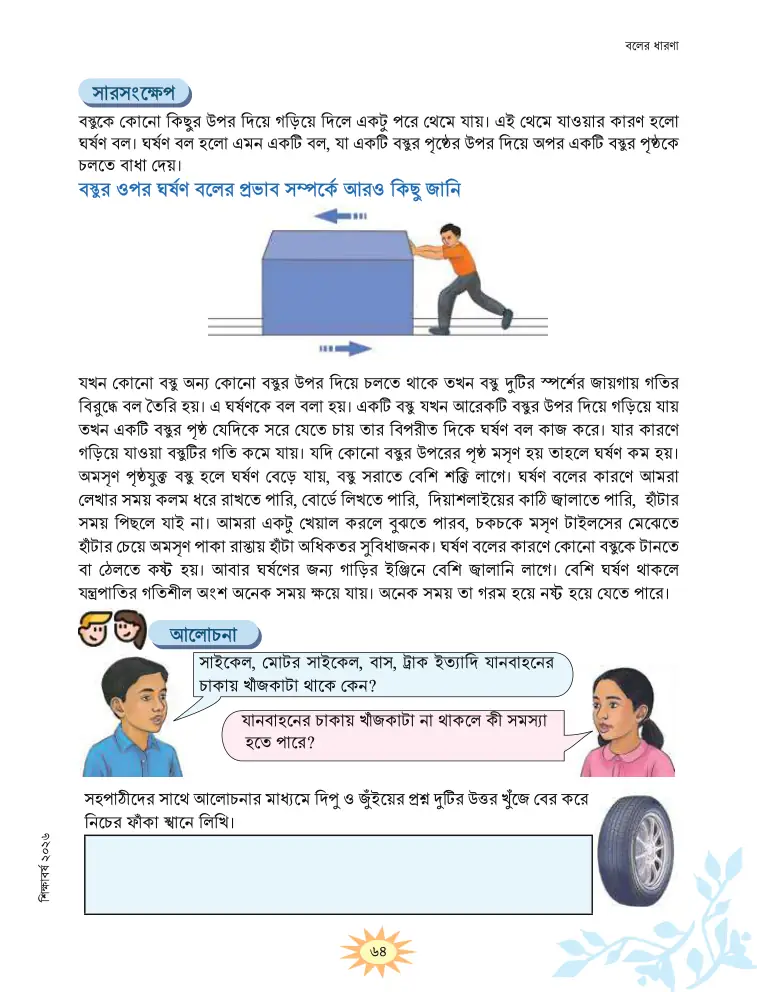 বলের ধারণা
সারসংক্ষেপ
বস্তুকে কোনো কিছুর উপর দিয়ে গড়িয়ে দিলে একটু পরে থেমে যায়। এই থেমে যাওয়ার কারণ হলো
ঘর্ষণ বল। ঘর্ষণ বল হলো এমন একটি বল, যা একটি বস্তুর পৃষ্ঠের উপর দিয়ে অপর একটি বস্তুর পৃষ্ঠকে
চলতে বাধা দেয়।
বস্তুর ওপর ঘর্ষণ বলের প্রভাব সম্পর্কে আরও কিছু জানি
যখন কোনো বস্তু অন্য কোনো বস্তুর উপর দিয়ে চলতে থাকে তখন বস্তু দুটির স্পর্শের জায়গায় গতির
বিরুদ্ধে বল তৈরি হয়। এ ঘর্ষণকে বল বলা হয়। একটি বস্তু যখন আরেকটি বস্তুর উপর দিয়ে গড়িয়ে যায়
তখন একটি বস্তুর পৃষ্ঠ যেদিকে সরে যেতে চায় তার বিপরীত দিকে ঘর্ষণ বল কাজ করে। যার কারণে
গড়িয়ে যাওয়া বস্তুটির গতি কমে যায়। যদি কোনো বস্তুর উপরের পৃষ্ঠ মসৃণ হয় তাহলে ঘর্ষণ কম হয়।
অমসৃণ পৃষ্ঠযুক্ত বস্তু হলে ঘর্ষণ বেড়ে যায়, বস্তু সরাতে বেশি শক্তি লাগে। ঘর্ষণ বলের কারণে আমরা
লেখার সময় কলম ধরে রাখতে পারি, বোর্ডে লিখতে পারি, দিয়াশলাইয়ের কাঠি জ্বালাতে পারি, হাঁটার
সময় পিছলে যাই না। আমরা একটু খেয়াল করলে বুঝতে পারব, চকচকে মসৃণ টাইলসের মেঝেতে
হাঁটার চেয়ে অমসৃণ পাকা রাস্তায় হাঁটা অধিকতর সুবিধাজনক। ঘর্ষণ বলের কারণে কোনো বস্তুকে টানতে
বা ঠেলতে কষ্ট হয়। আবার ঘর্ষণের জন্য গাড়ির ইঞ্জিনে বেশি জ্বালানি লাগে। বেশি ঘর্ষণ থাকলে
যন্ত্রপাতির গতিশীল অংশ অনেক সময় ক্ষয়ে যায়। অনেক সময় তা গরম হয়ে নষ্ট হয়ে যেতে পারে।
আলোচনা
সাইকেল, মোটর সাইকেল, বাস, ট্রাক ইত্যাদি যানবাহনের
চাকায় খাঁজকাটা থাকে কেন?
যানবাহনের চাকায় খাঁজকাটা না থাকলে কী সমস্যা
হতে পারে?
সহপাঠীদের সাথে আলোচনার মাধ্যমে দিপু ও জুঁইয়ের প্রশ্ন দুটির উত্তর খুঁজে বের করে
নিচের ফাঁকা স্থানে লিখি।
শিক্ষাবর্ষ ২০২৬
৬৪